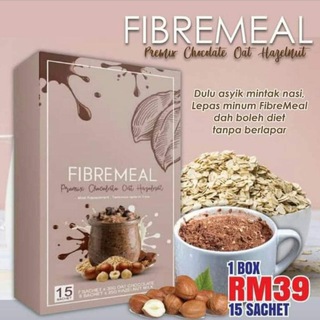 FIBREMEAL
Premix Chocolate Oat Hazelnut
Dulu asyik mintak nasi,
Lepas minum FibreMeal
dah boleh diet
tanpa berlapar
FIBREMEAL
Premix Chocolate Oat Hazelnut
15
1 BOX
RM39
15 SACHET